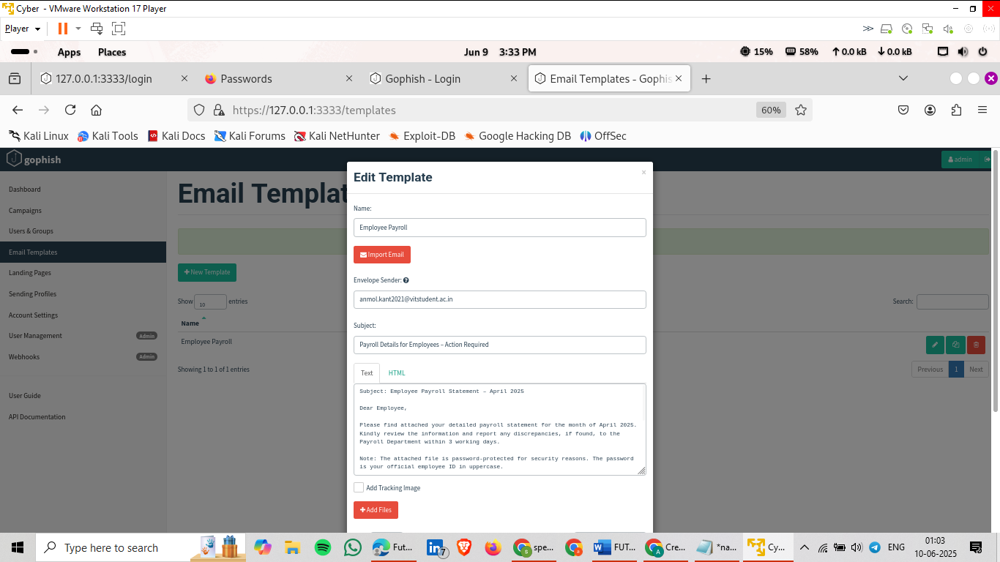 Cyber - VMware Workstation 17 Player
Player
Apps Places Jun 9 3:33 PM 15% 58% 0.0 kB 0.0 kB
127.0.0.1:3333/login Passwords Gophish - Login Email Templates - Gophis
https://127.0.0.1:3333/templates 60%
Kali Linux Kali Tools Kali Docs Kali Forums Kali NetHunter Exploit-DB Google Hacking DB OffSec
gophish admin
Dashboard
Campaigns
Users & Groups
Email Templates
Landing Pages
Sending Profiles
Account Settings
User Management Admin
Webhooks Admin
User Guide
API Documentation
Email Templat
New Template
Show 10 entries
Search:
Name
Employee Payroll
Showing 1 to 1 of 1 entries
Previous 1 Next
Edit Template ×
Name:
Employee Payroll
Import Email
Envelope Sender:
anmol.kant2021@vitstudent.ac.in
Subject:
Payroll Details for Employees – Action Required
Text HTML
Subject: Employee Payroll Statement – April 2025
Dear Employee,
Please find attached your detailed payroll statement for the month of April 2025.
Kindly review the information and report any discrepancies, if found, to the
Payroll Department within 3 working days.
Note: The attached file is password-protected for security reasons. The password
is your official employee ID in uppercase.
Add Tracking Image
Add Files
Type here to search Fut... 7 spe... FUT... Cre... *na... Cy... ENG 01:03
10-06-2025